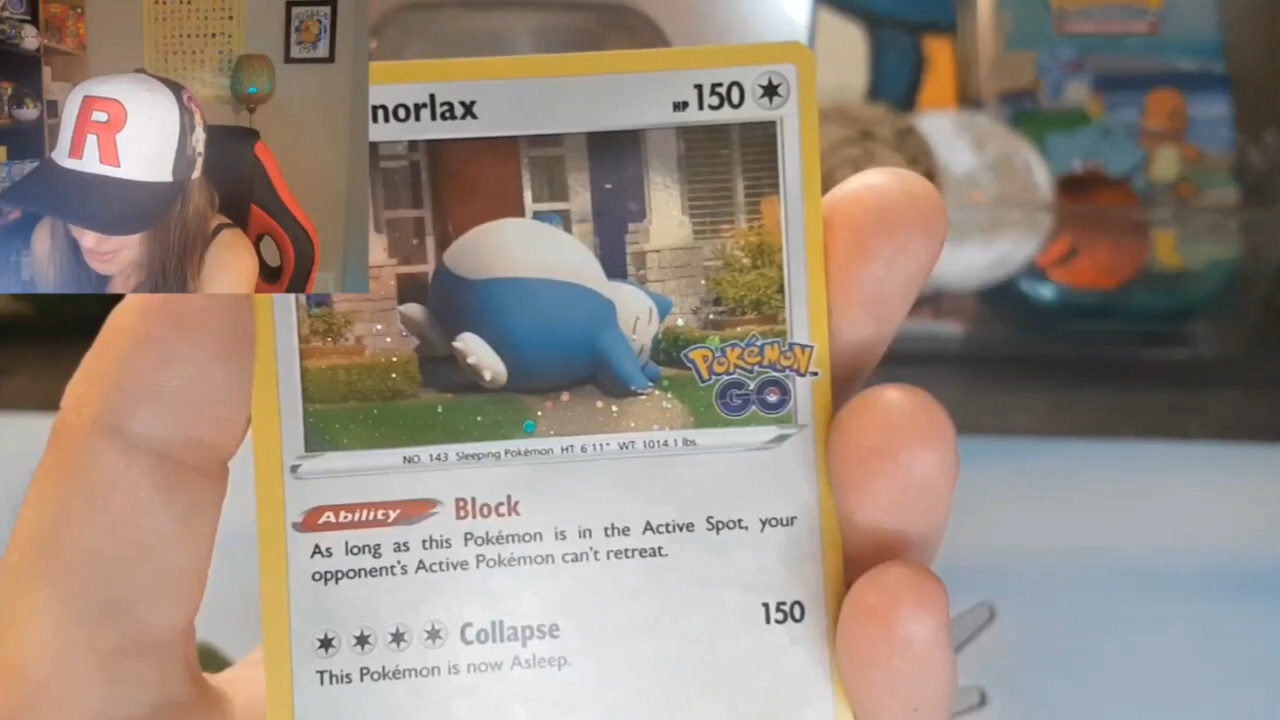 R
norlax
HP 150
POKÉMON™
GO
NO. 143 Sleeping Pokémon HT: 6'11" WT: 1014.1 lbs.
Ability Block
As long as this Pokémon is in the Active Spot, your
opponent's Active Pokémon can't retreat.
Collapse 150
This Pokémon is now Asleep.